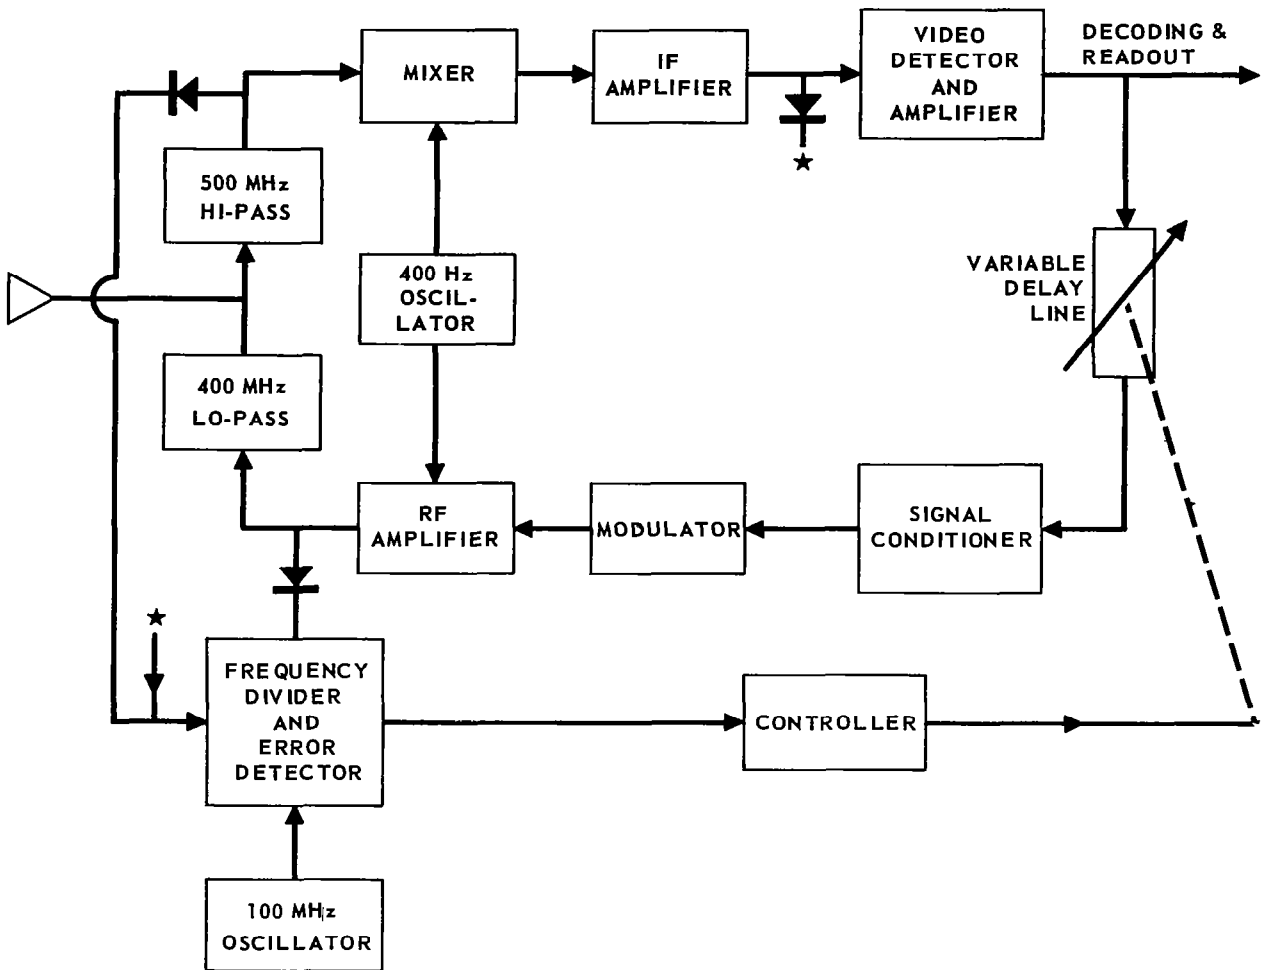 MIXER
IF
AMPLIFIER
VIDEO
DETECTOR
AND
AMPLIFIER
DECODING &
READOUT
500 MHz
HI-PASS
400 Hz
OSCIL-
LATOR
VARIABLE
DELAY
LINE
400 MHz
LO-PASS
RF
AMPLIFIER
MODULATOR
SIGNAL
CONDITIONER
FREQUENCY
DIVIDER
AND
ERROR
DETECTOR
CONTROLLER
100 MHz
OSCILLATOR